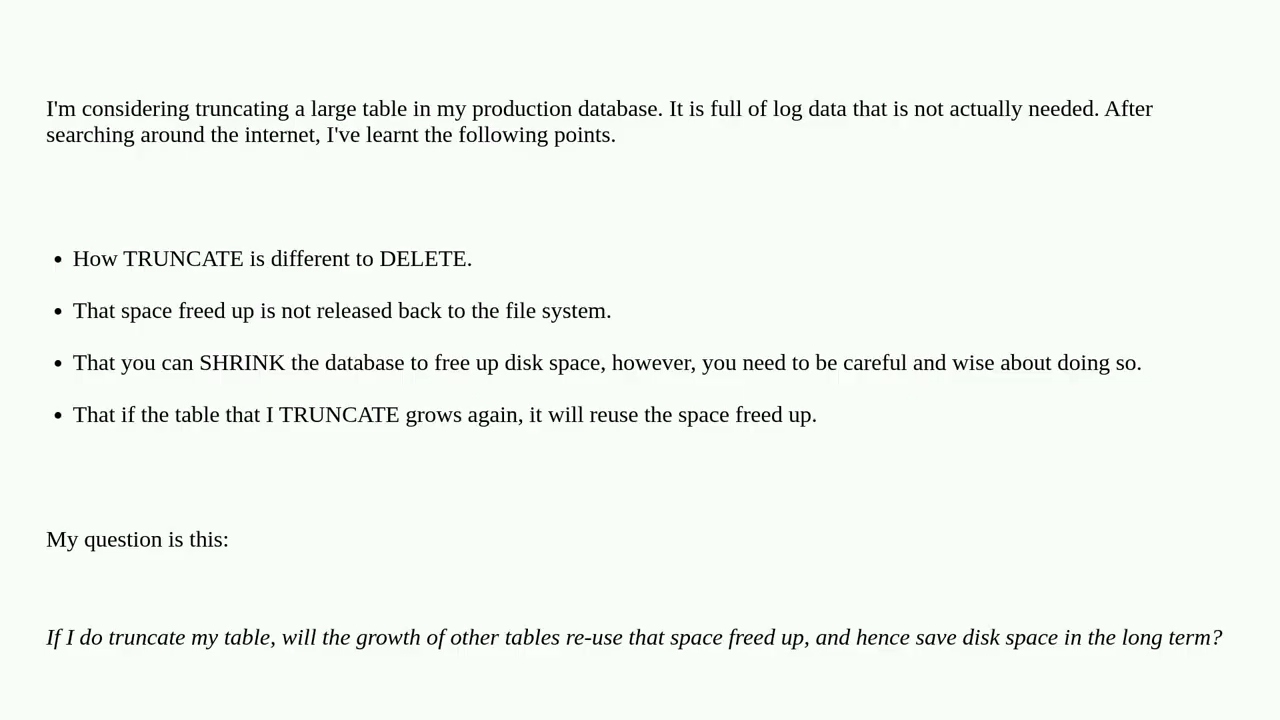 I'm considering truncating a large table in my production database. It is full of log data that is not actually needed. After
searching around the internet, I've learnt the following points.
• How TRUNCATE is different to DELETE.
• That space freed up is not released back to the file system.
• That you can SHRINK the database to free up disk space, however, you need to be careful and wise about doing so.
• That if the table that I TRUNCATE grows again, it will reuse the space freed up.
My question is this:
If I do truncate my table, will the growth of other tables re-use that space freed up, and hence save disk space in the long term?